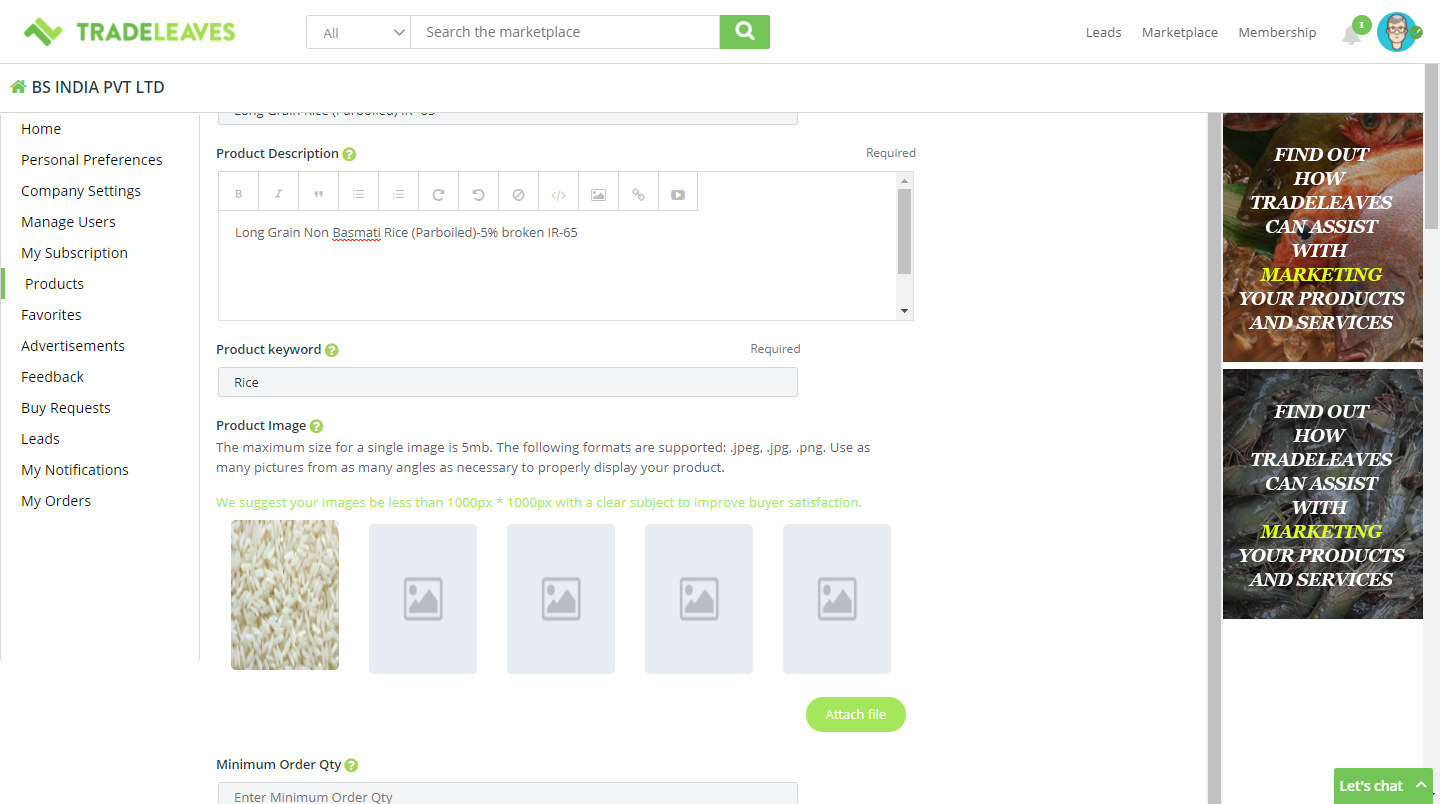 TRADELEAVES
All
Search the marketplace
Leads
Marketplace
Membership
I
BS INDIA PVT LTD
Home
Personal Preferences
Company Settings
Manage Users
My Subscription
Products
Favorites
Advertisements
Feedback
Buy Requests
Leads
My Notifications
My Orders
Long Grain Rice (Parboiled) IR-65
Product Description ?
Required
B I
Long Grain Non Basmati Rice (Parboiled)-5% broken IR-65
Product keyword ?
Required
Rice
Product Image ?
The maximum size for a single image is 5mb. The following formats are supported: .jpeg, .jpg, .png. Use as
many pictures from as many angles as necessary to properly display your product.
We suggest your images be less than 1000px * 1000px with a clear subject to improve buyer satisfaction.
Attach file
Minimum Order Qty ?
Enter Minimum Order Qty
FIND OUT
HOW
TRADELEAVES
CAN ASSIST
WITH
MARKETING
YOUR PRODUCTS
AND SERVICES
FIND OUT
HOW
TRADELEAVES
CAN ASSIST
WITH
MARKETING
YOUR PRODUCTS
AND SERVICES
Let's chat